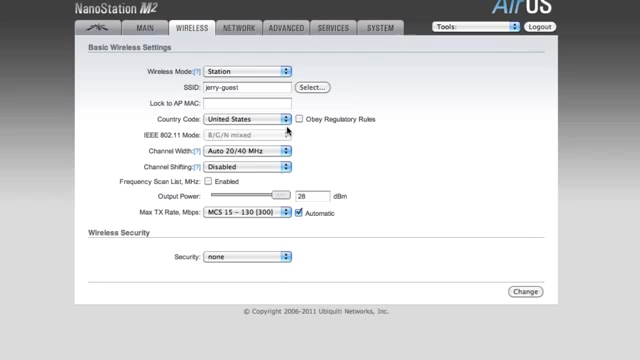 NanoStation M2
AirOS
MAIN WIRELESS NETWORK ADVANCED SERVICES SYSTEM
Tools: Logout
Basic Wireless Settings
Wireless Mode:[?] Station
SSID: jerry-guest Select...
Lock to AP MAC:
Country Code: United States Obey Regulatory Rules
IEEE 802.11 Mode: B/G/N mixed
Channel Width:[?] Auto 20/40 MHz
Channel Shifting:[?] Disabled
Frequency Scan List, MHz: Enabled
Output Power: 28 dBm
Max TX Rate, Mbps: MCS 15 - 130 [300] Automatic
Wireless Security
Security: none
Change
© Copyright 2006-2011 Ubiquiti Networks, Inc.